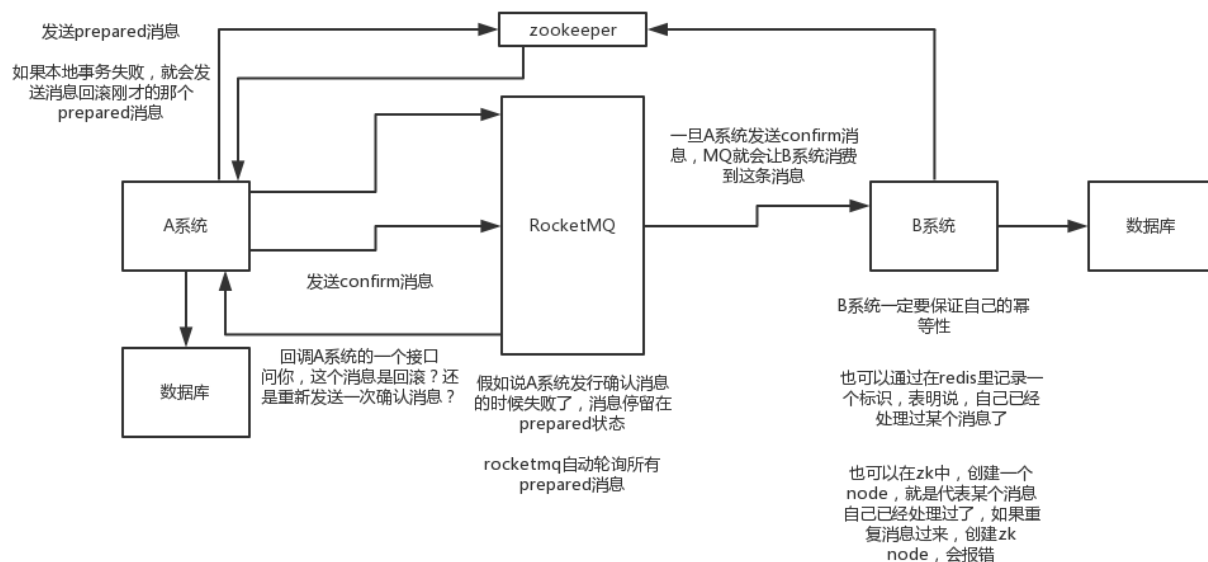 发送prepared消息
如果本地事务失败，就会发
送消息回滚刚才的那个
prepared消息
zookeeper
一旦A系统发送confirm消
息，MQ就会让B系统消费
到这条消息
A系统
RocketMQ
B系统
数据库
发送confirm消息
数据库
回调A系统的一个接口
问你，这个消息是回滚？还
是重新发送一次确认消息？
假如说A系统发行确认消息
的时候失败了，消息停留在
prepared状态
rocketmq自动轮询所有
prepared消息
B系统一定要保证自己的幂
等性
也可以通过在redis里记录一
个标识，表明说，自己已经
处理过某个消息了
也可以在zk中，创建一个
node，就是代表某个消息
自己已经处理过了，如果重
复消息过来，创建zk
node，会报错